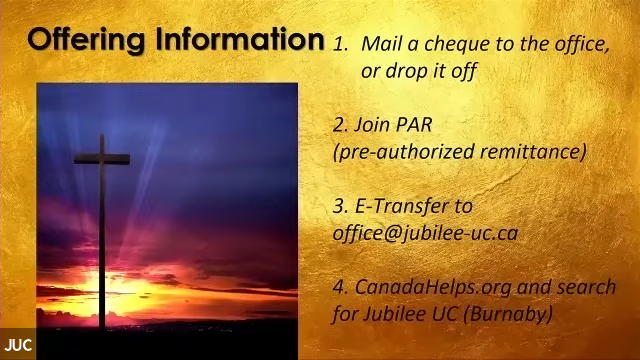 Offering Information
1. Mail a cheque to the office,
or drop it off
2. Join PAR
(pre-authorized remittance)
3. E-Transfer to
office@jubilee-uc.ca
4. CanadaHelps.org and search
for Jubilee UC (Burnaby)
JUC